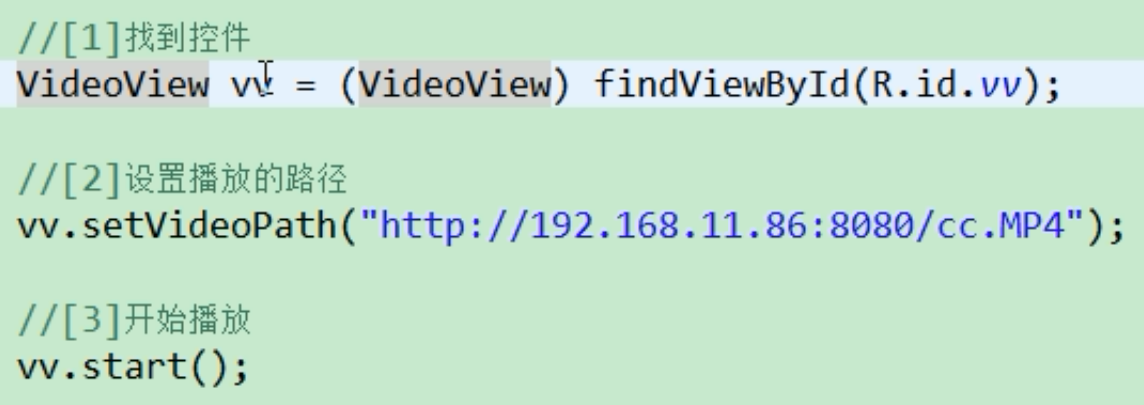 //[1]找到控件
VideoView vv = (VideoView) findViewById(R.id.vv);
//[2]设置播放的路径
vv.setVideoPath("http://192.168.11.86:8080/cc.MP4");
//[3]开始播放
vv.start();